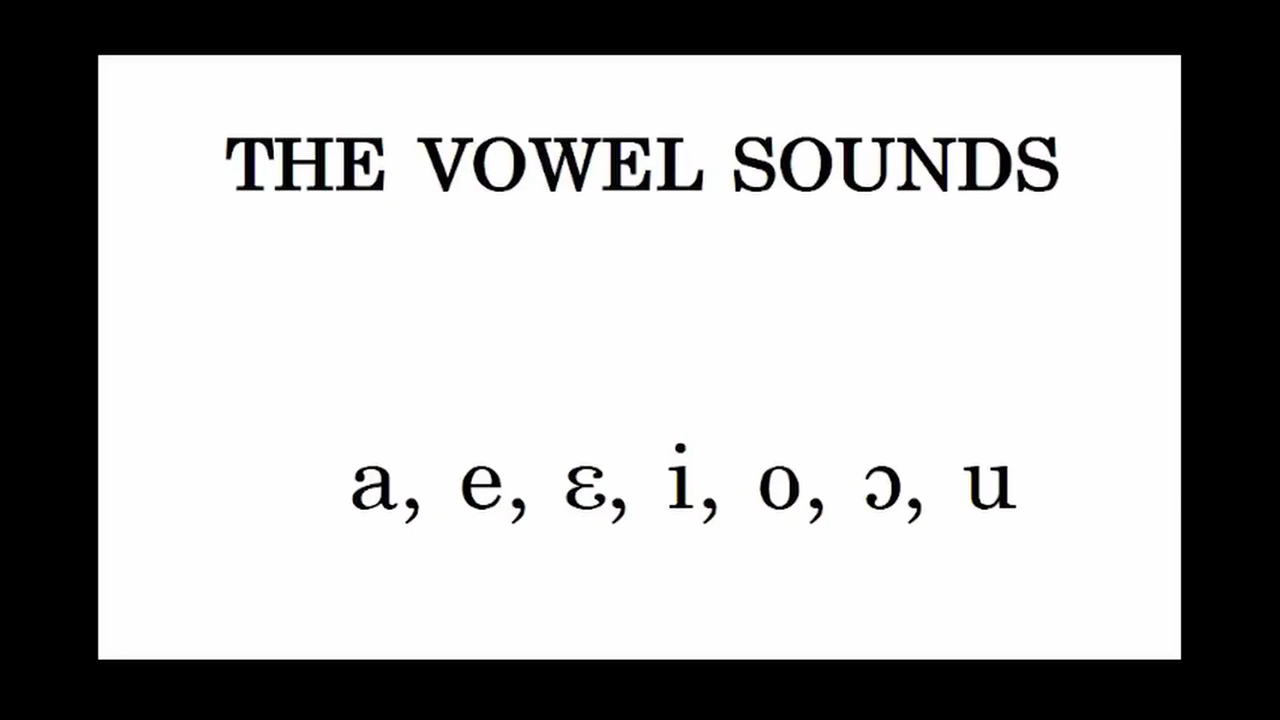 THE VOWEL SOUNDS
a, e, ɛ, i, o, ɔ, u